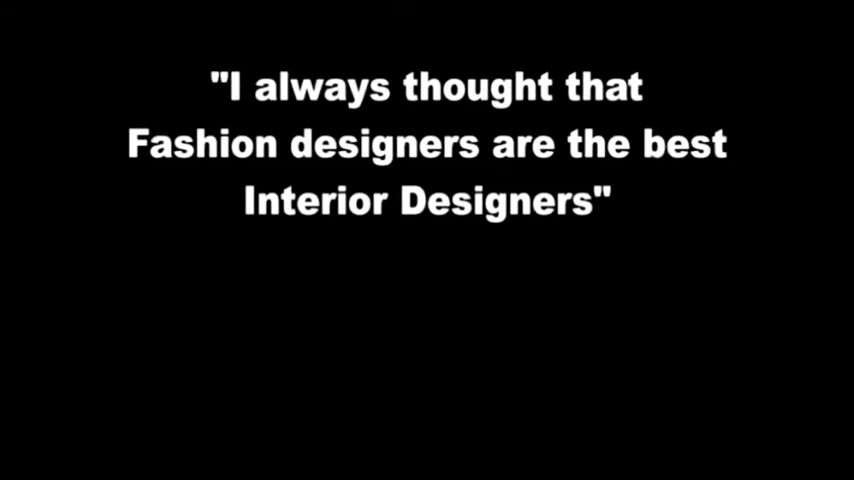 "I always thought that
Fashion designers are the best
Interior Designers"